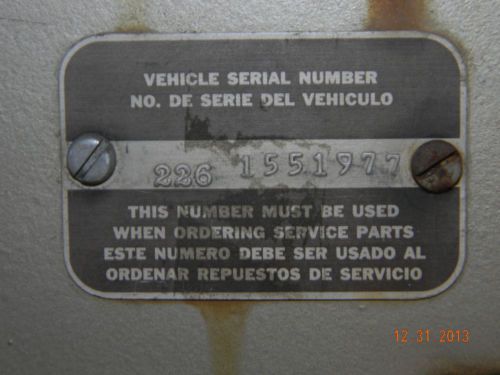 VEHICLE SERIAL NUMBER
NO. DE SERIE DEL VEHICULO
226 1551977
THIS NUMBER MUST BE USED
WHEN ORDERING SERVICE PARTS
ESTE NUMERO DEBE SER USADO AL
ORDENAR REPUESTOS DE SERVICIO
12 31 2013